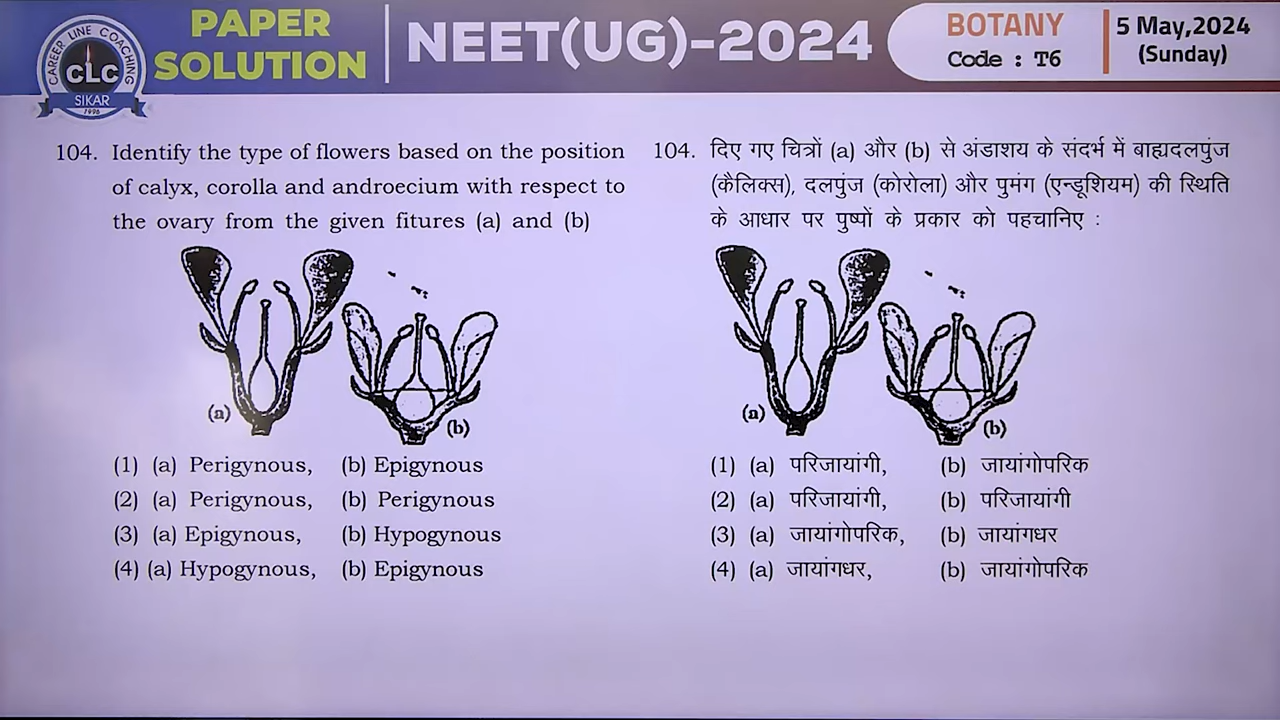 CAREER LINE COACHING
CLC
SIKAR
1996
PAPER
SOLUTION
NEET(UG)-2024
BOTANY
Code : T6
5 May,2024
(Sunday)
104. Identify the type of flowers based on the position
of calyx, corolla and androecium with respect to
the ovary from the given fitures (a) and (b)
(a)
(b)
(1) (a) Perigynous, (b) Epigynous
(2) (a) Perigynous, (b) Perigynous
(3) (a) Epigynous, (b) Hypogynous
(4) (a) Hypogynous, (b) Epigynous
104. दिए गए चित्रों (a) और (b) से अंडाशय के संदर्भ में बाह्यदलपुंज
(कैलिक्स), दलपुंज (कोरोला) और पुमंग (एन्डूशियम) की स्थिति
के आधार पर पुष्पों के प्रकार को पहचानिए :
(a)
(b)
(1) (a) परिजायांगी, (b) जायांगोपरिक
(2) (a) परिजायांगी, (b) परिजायांगी
(3) (a) जायांगोपरिक, (b) जायांगधर
(4) (a) जायांगधर, (b) जायांगोपरिक